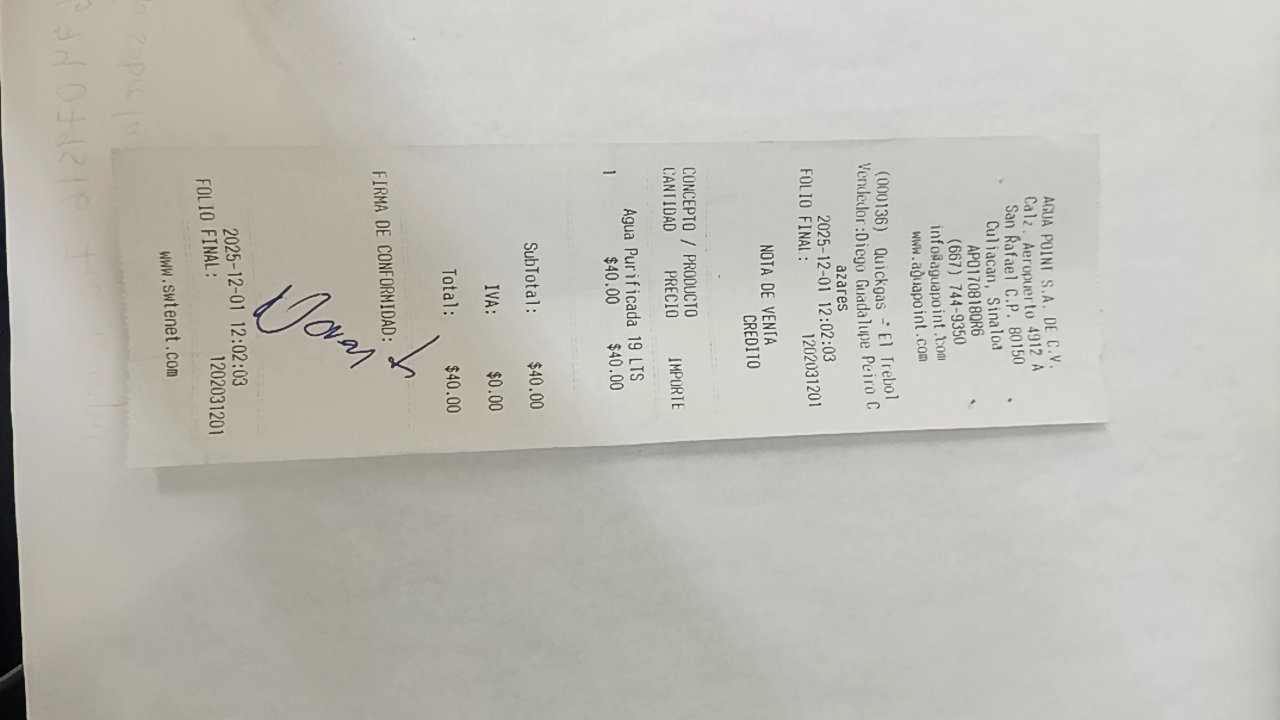 AGUA POINT S.A. DE C.V.
Calz. Aeropuerto 4912 A
San Rafael C.P. 80150
Culiacan, Sinaloa
APO170818QR6
(667) 744-9350
info@aguapoint.com
www.aguapoint.com
(000136) Quickgas - El Trebol
Vendedor:Diego Guadalupe Peiro C
azares
2025-12-01 12:02:03
FOLIO FINAL: 1202031201
NOTA DE VENTA
CREDITO
CONCEPTO / PRODUCTO
CANTIDAD PRECIO IMPORTE
Agua Purificada 19 LTS
1 $40.00 $40.00
SubTotal: $40.00
IVA: $0.00
Total: $40.00
FIRMA DE CONFORMIDAD:
2025-12-01 12:02:03
FOLIO FINAL: 1202031201
www.swtenet.com